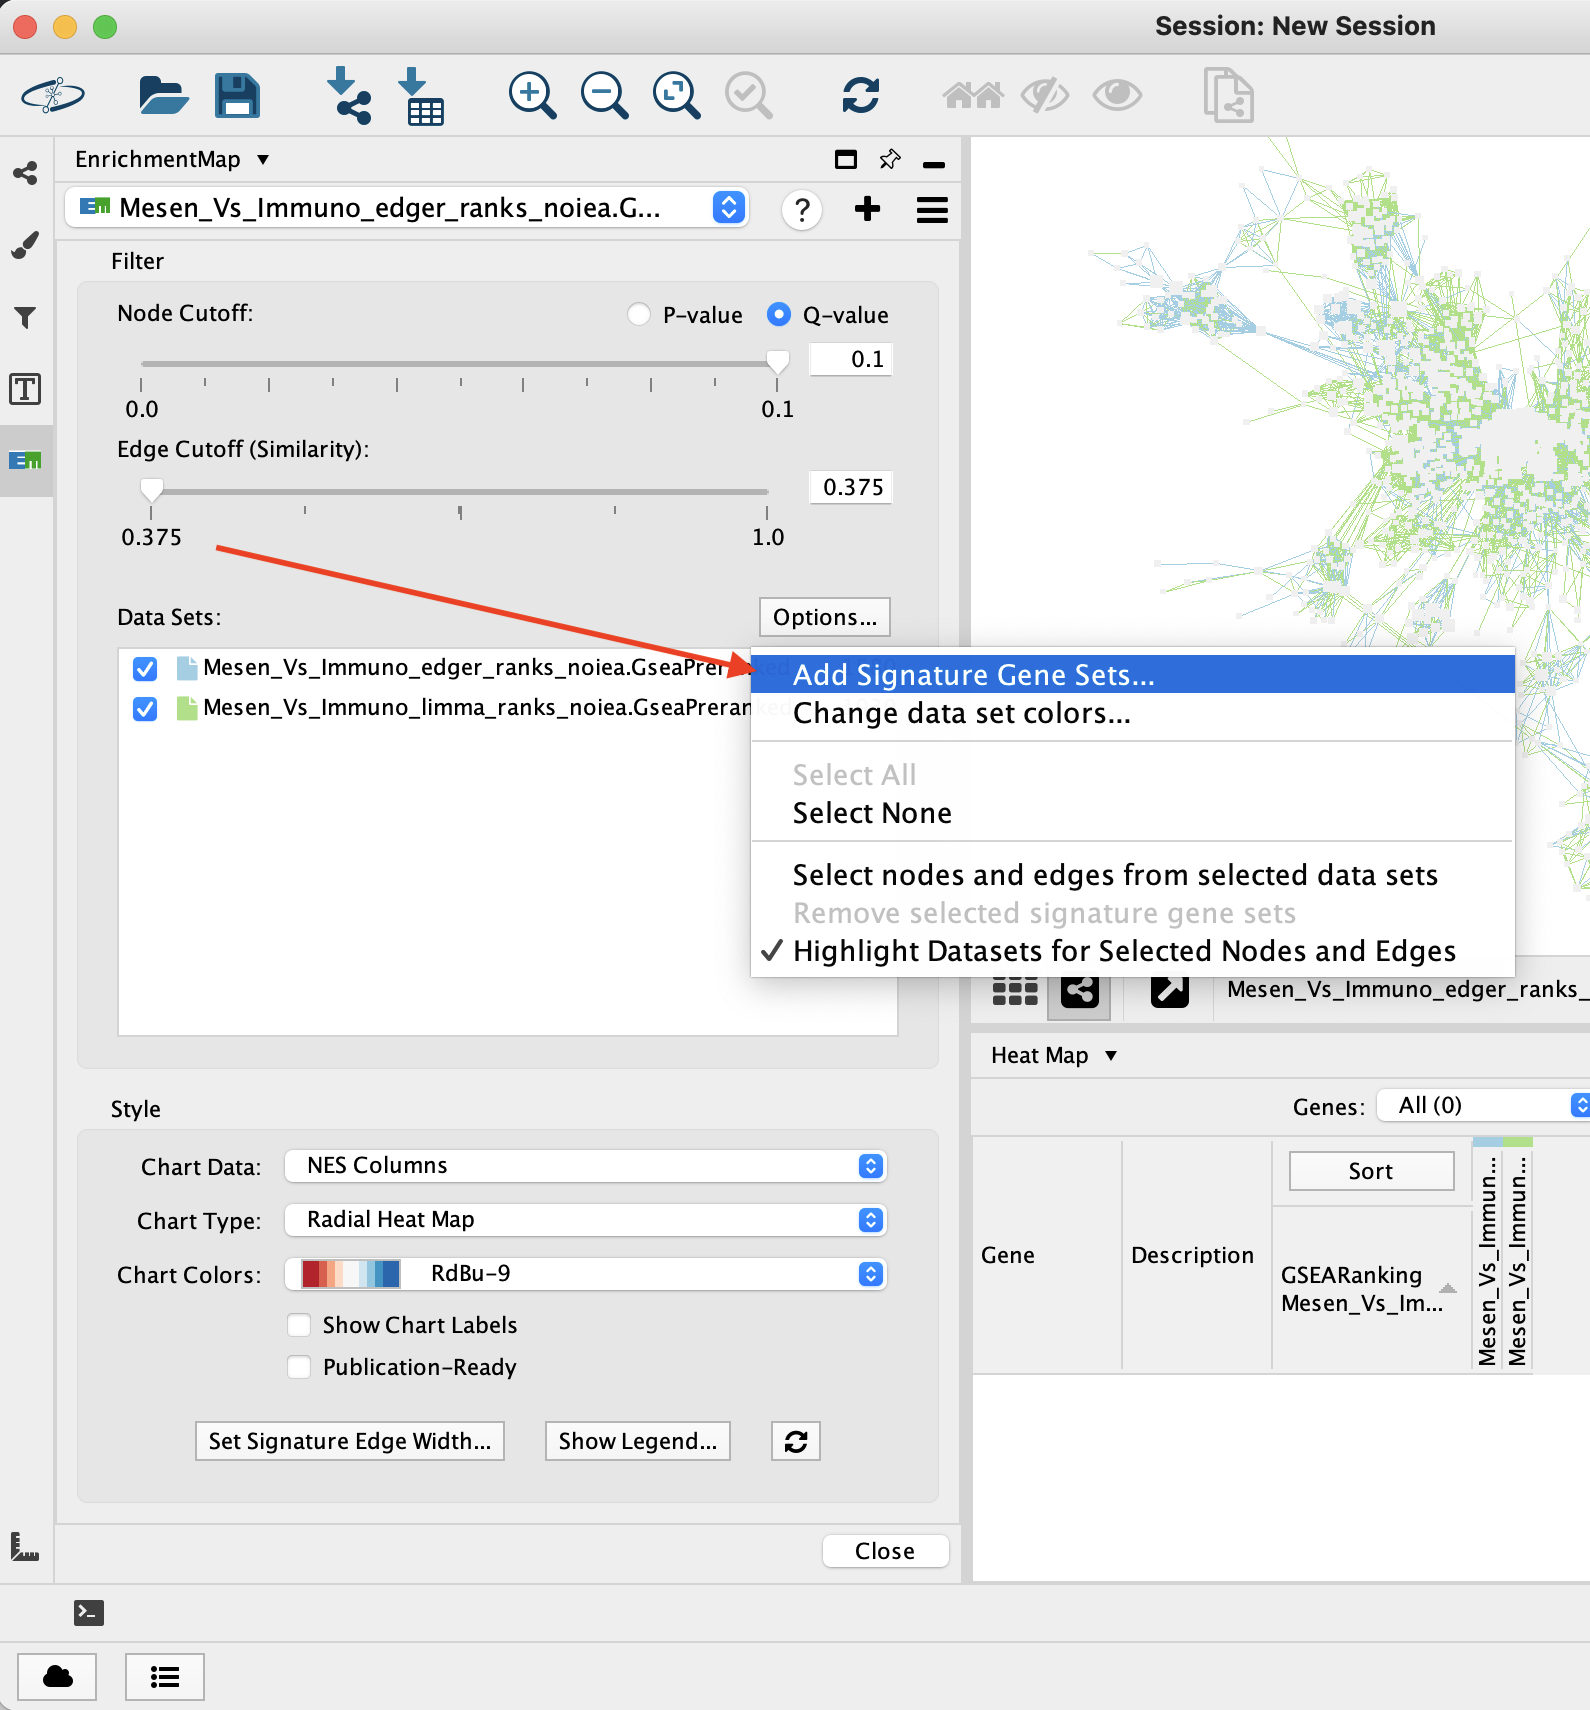 Session: New Session
EnrichmentMap
EM Mesen_Vs_Immuno_edger_ranks_noiea.G...
?
Filter
Node Cutoff:
P-value
Q-value
0.1
0.0
0.1
Edge Cutoff (Similarity):
0.375
0.375
1.0
Data Sets:
Options...
Mesen_Vs_Immuno_edger_ranks_noiea.GseaPreranked
Mesen_Vs_Immuno_limma_ranks_noiea.GseaPreranked
Add Signature Gene Sets...
Change data set colors...
Select All
Select None
Select nodes and edges from selected data sets
Remove selected signature gene sets
Highlight Datasets for Selected Nodes and Edges
Mesen_Vs_Immuno_edger_ranks_
Heat Map
Genes:
All (0)
Sort
Gene
Description
GSEARanking
Mesen_Vs_Im...
Mesen_Vs_Immun...
Mesen_Vs_Immun...
Style
Chart Data:
NES Columns
Chart Type:
Radial Heat Map
Chart Colors:
RdBu-9
Show Chart Labels
Publication-Ready
Set Signature Edge Width...
Show Legend...
Close
T
EM